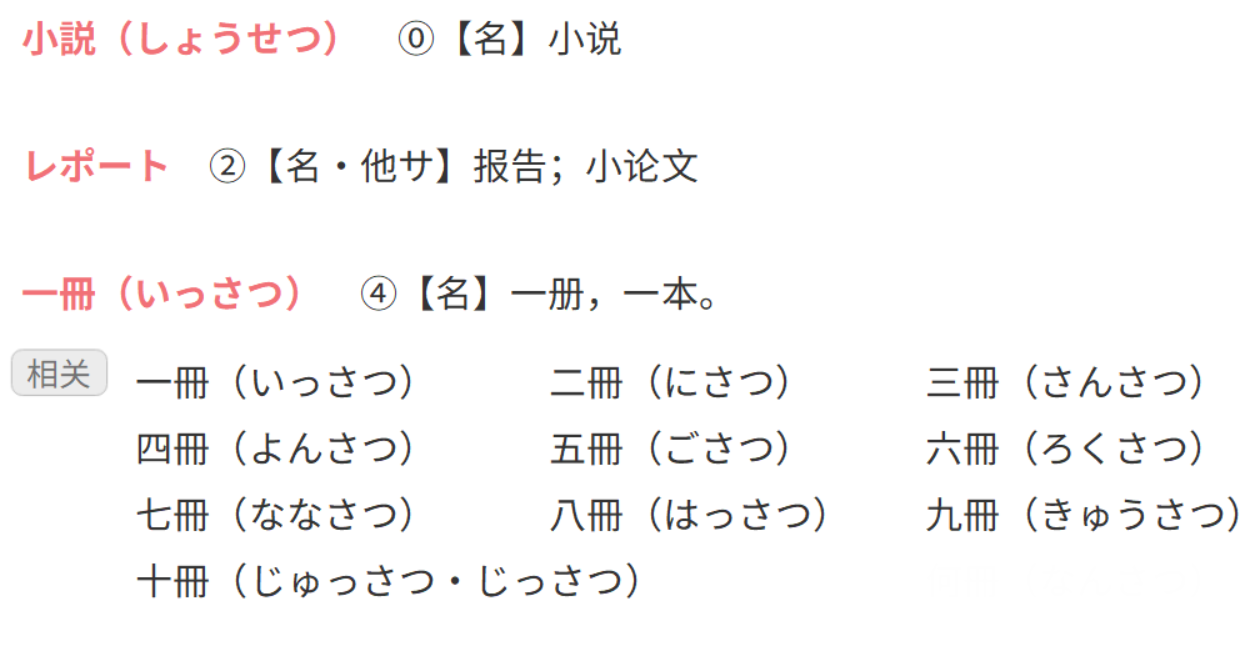 小説（しょうせつ） ⓪【名】小说
レポート ②【名・他サ】报告；小论文
一冊（いっさつ） ④【名】一册，一本。
相关 一冊（いっさつ） 二冊（にさつ） 三冊（さんさつ）
四冊（よんさつ） 五冊（ごさつ） 六冊（ろくさつ）
七冊（ななさつ） 八冊（はっさつ） 九冊（きゅうさつ）
十冊（じゅっさつ・じっさつ）